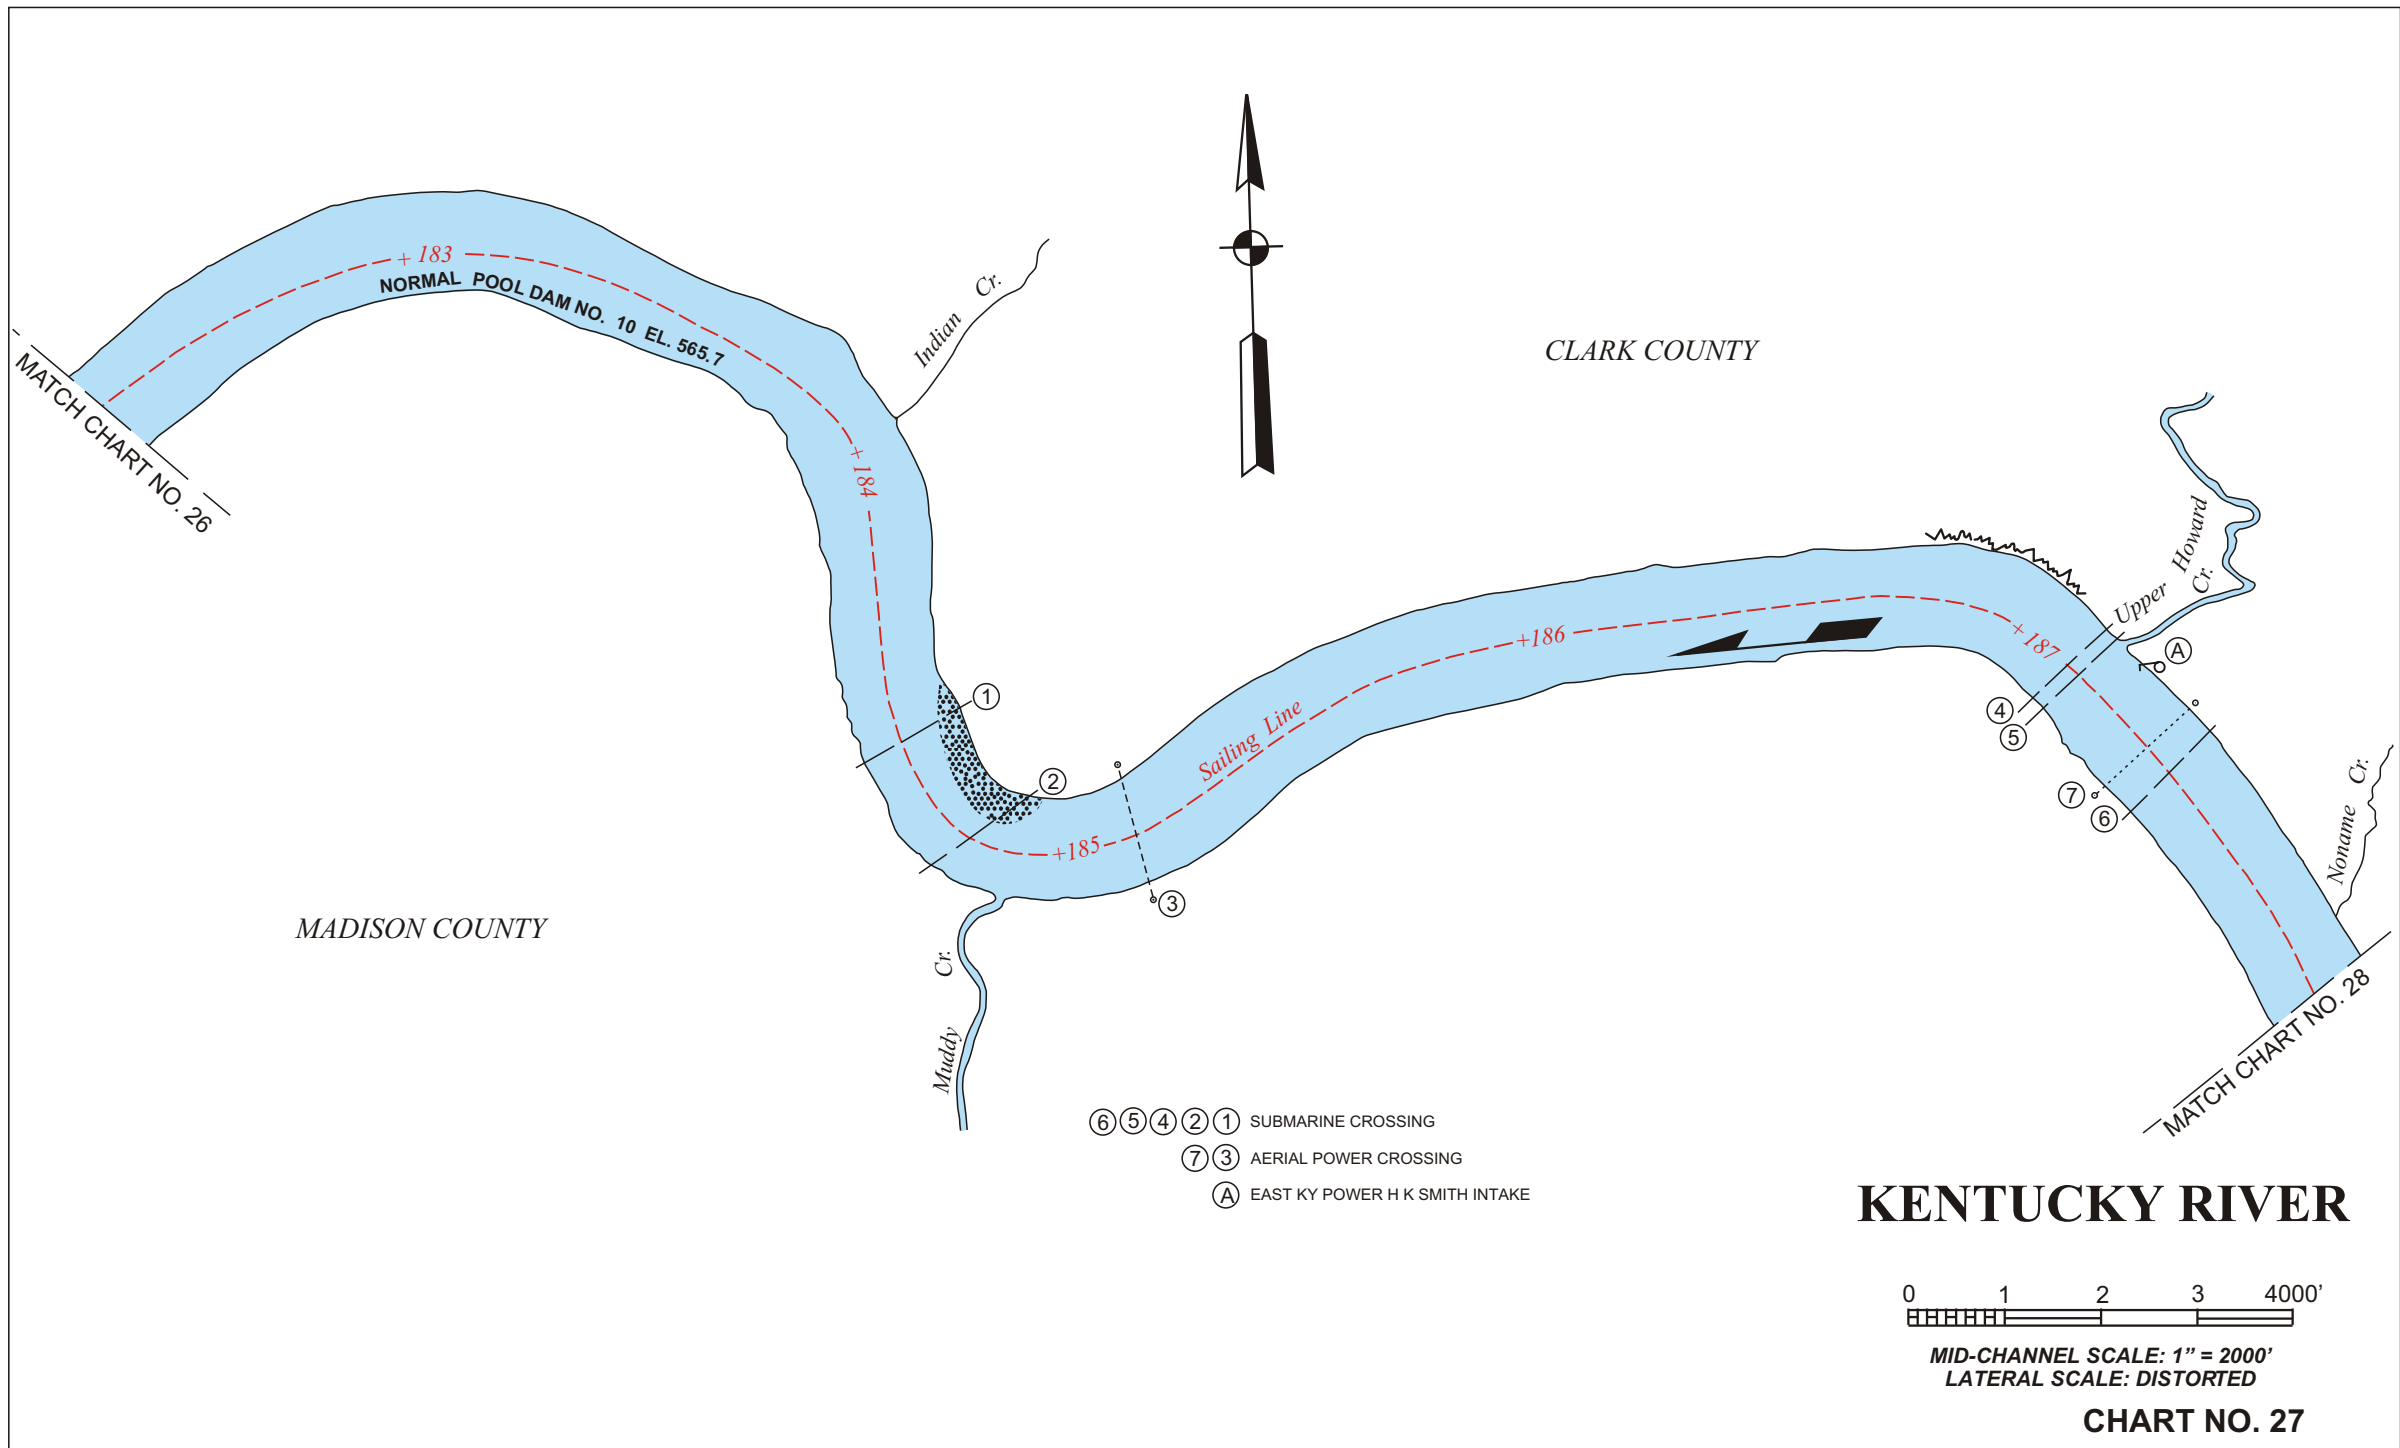 + 183
NORMAL POOL DAM NO. 10 EL. 565.7
Indian Cr.
CLARK COUNTY
MATCH CHART NO. 26
+ 184
Upper Howard Cr.
+186
+187
A
1
4
5
Sailing Line
2
7
6
Noname Cr.
+185
3
MADISON COUNTY
Muddy Cr.
MATCH CHART NO. 28
6 5 4 2 1 SUBMARINE CROSSING
7 3 AERIAL POWER CROSSING
A EAST KY POWER H K SMITH INTAKE
KENTUCKY RIVER
0 1 2 3 4000’
MID-CHANNEL SCALE: 1” = 2000’
LATERAL SCALE: DISTORTED
CHART NO. 27